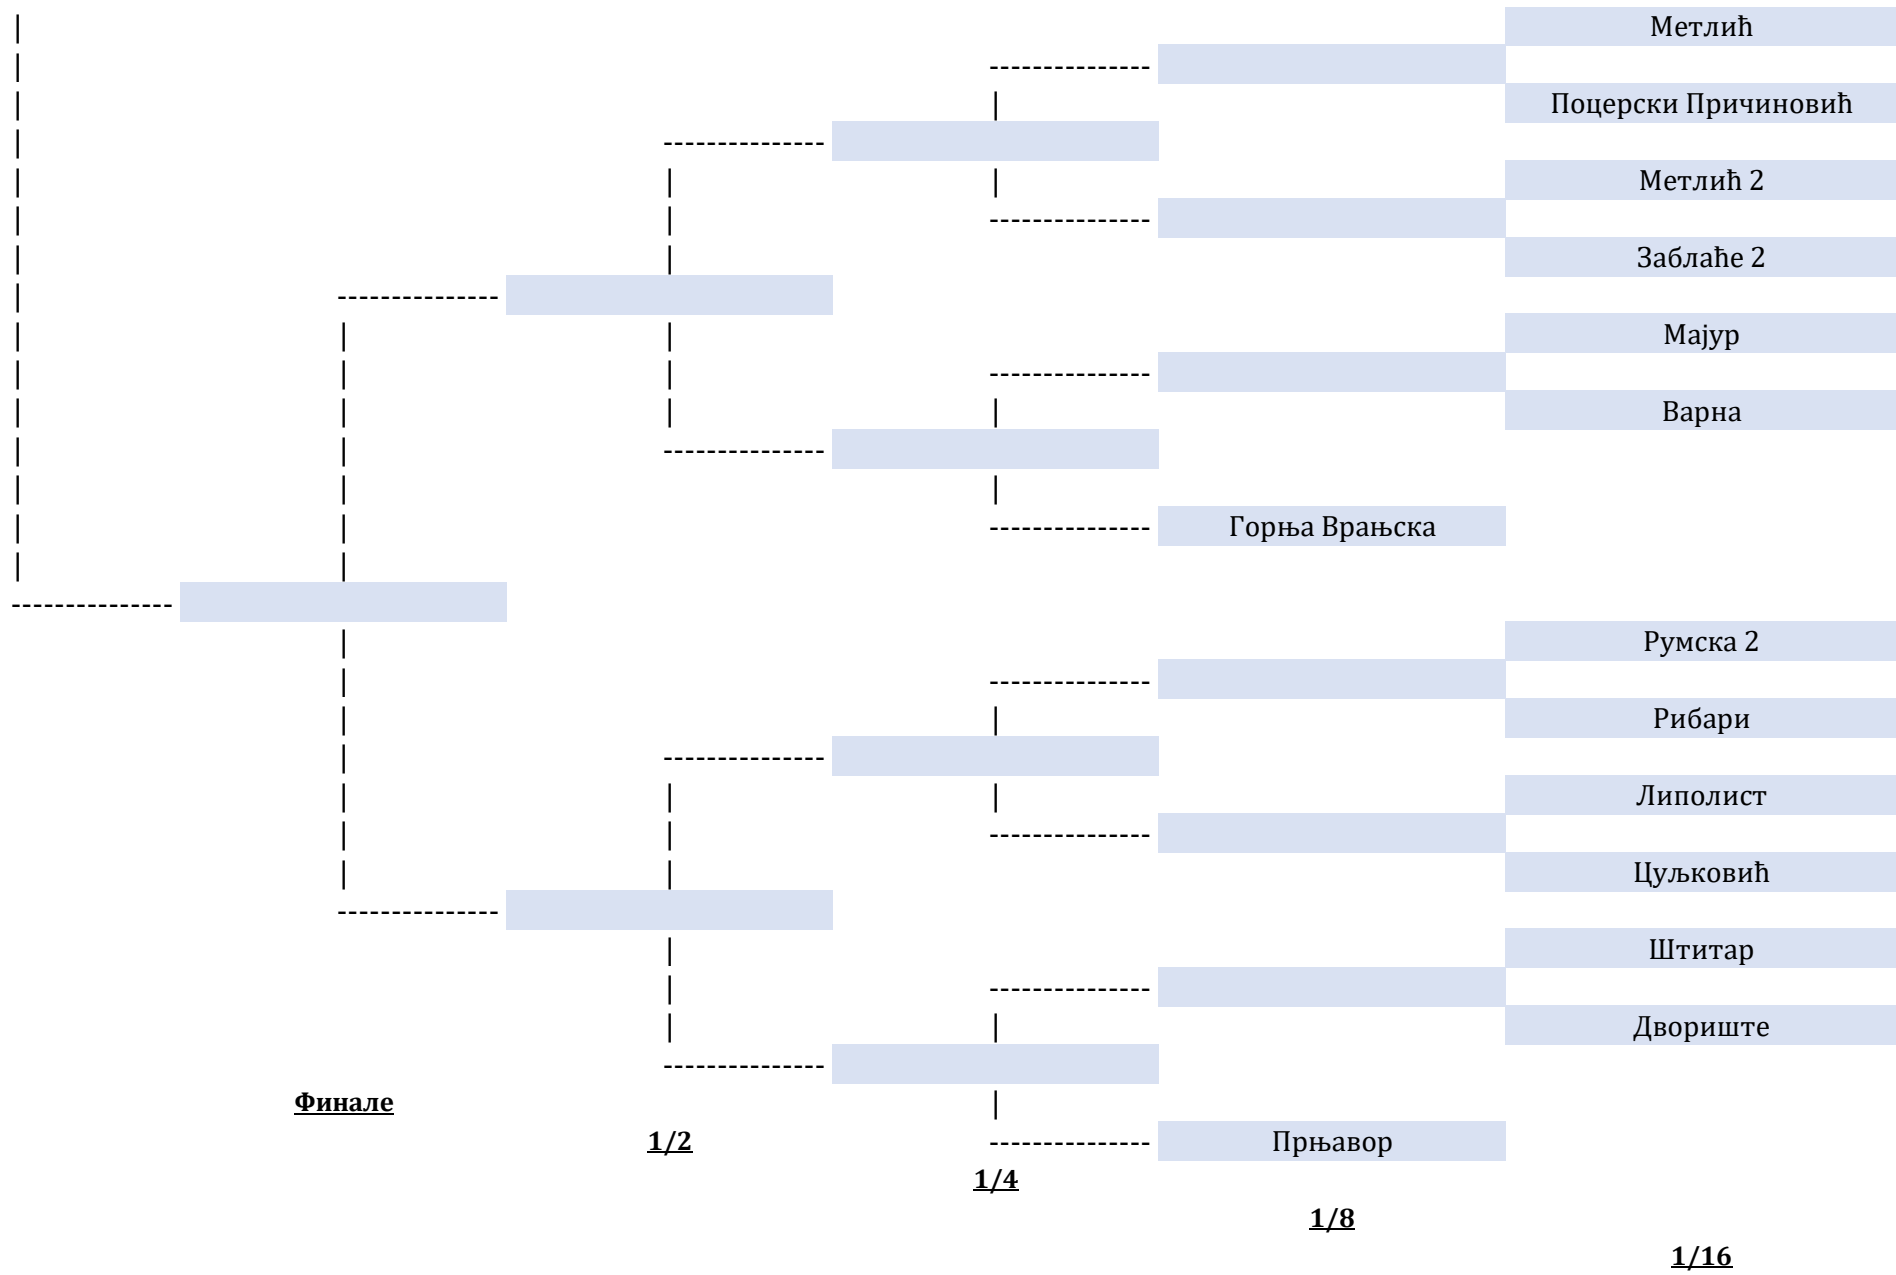 Метлић
Поцерски Причиновић
Метлић 2
Заблаће 2
Мајур
Варна
Горња Врањска
Румска 2
Рибари
Липолист
Цуљковић
Штитар
Двориште
Финале
1/2
Прњавор
1/4
1/8
1/16